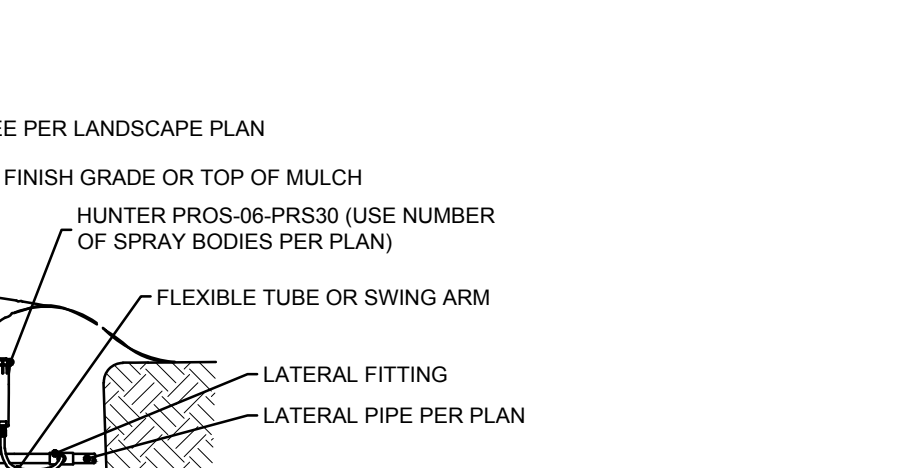 PER LANDSCAPE PLAN
FINISH GRADE OR TOP OF MULCH
HUNTER PROS-06-PRS30 (USE NUMBER
OF SPRAY BODIES PER PLAN)
FLEXIBLE TUBE OR SWING ARM
LATERAL FITTING
LATERAL PIPE PER PLAN